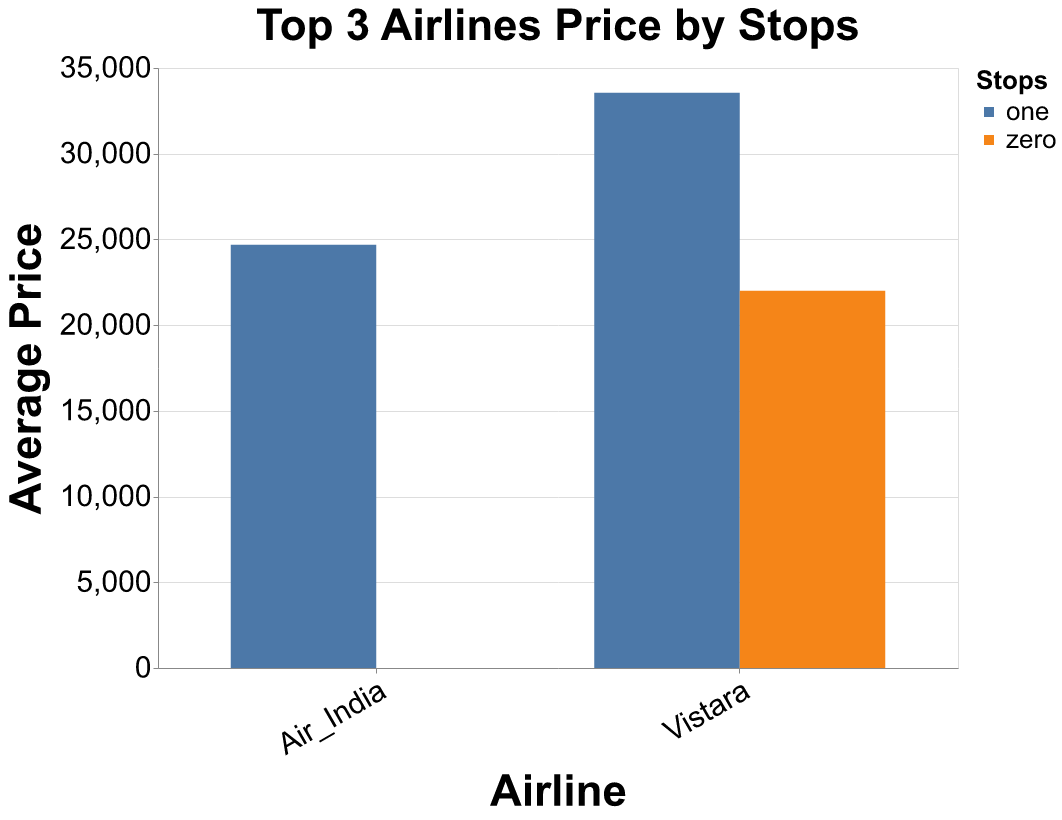 Top 3 Airlines Price by Stops
35,000
30,000
25,000
20,000
15,000
10,000
5,000
0
Average Price
Air_India
Vistara
Airline
Stops
one
zero